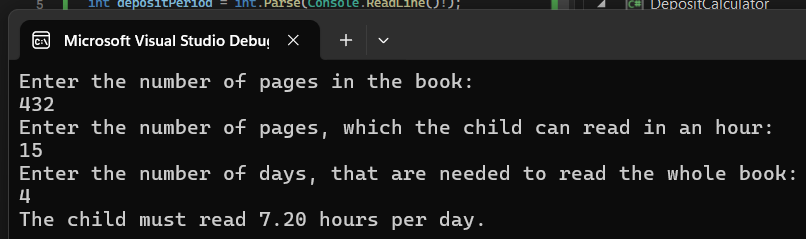 5 int depositPeriod = int.Parse(Console.ReadLine()!);
DepositCalculator
Microsoft Visual Studio Debu
Enter the number of pages in the book:
432
Enter the number of pages, which the child can read in an hour:
15
Enter the number of days, that are needed to read the whole book:
4
The child must read 7.20 hours per day.